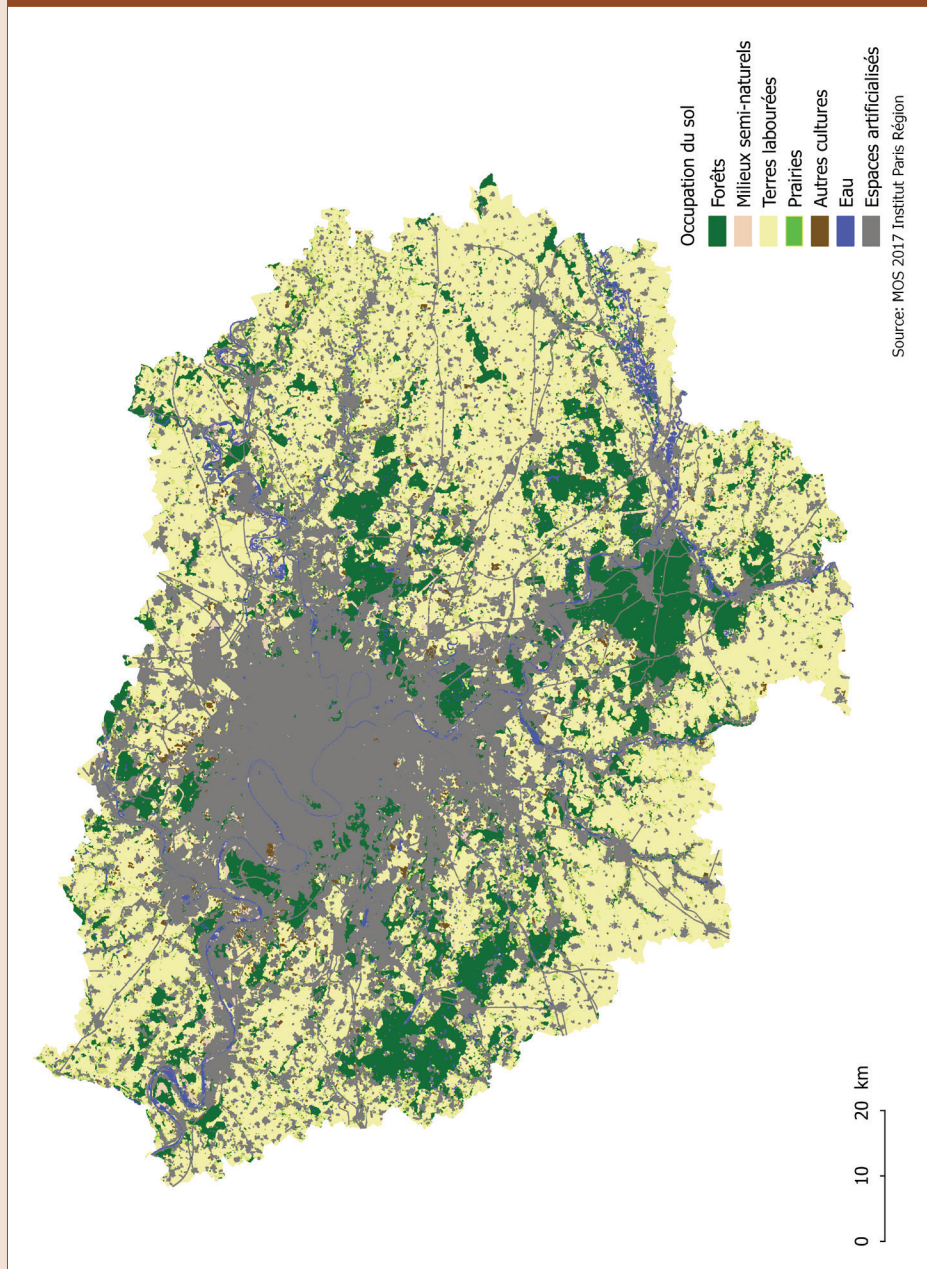 Occupation du sol
Forêts
Milieux semi-naturels
Terres labourées
Prairies
Autres cultures
Eau
Espaces artificialisés
Source: MOS 2017 Institut Paris Région
0 10 20 km